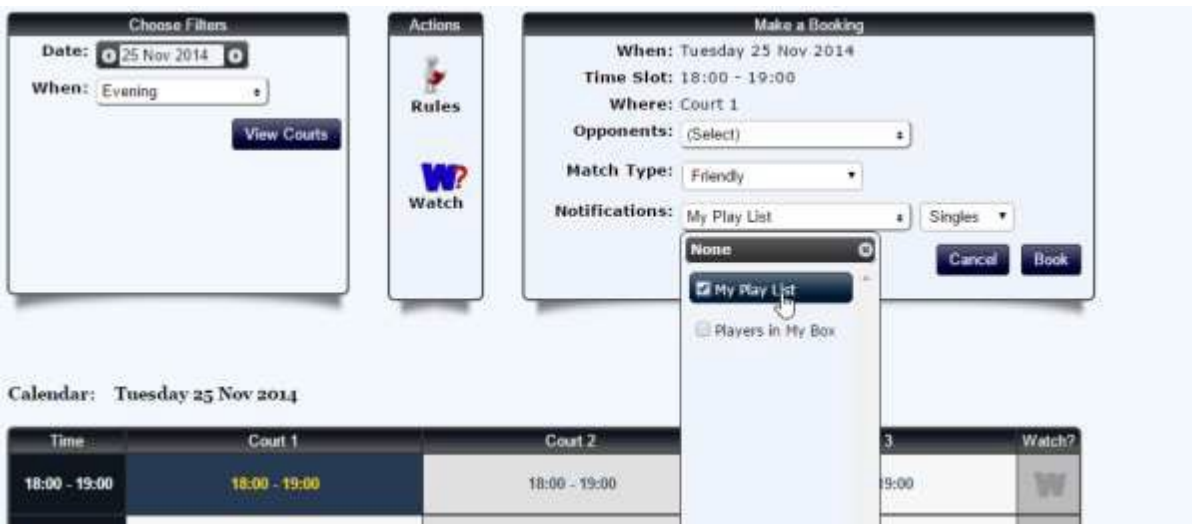 Choose Filters
Date: 25 Nov 2014
When: Evening
View Courts
Actions
Rules
W?
Watch
Make a Booking
When: Tuesday 25 Nov 2014
Time Slot: 18:00 - 19:00
Where: Court 1
Opponents: (Select)
Match Type: Friendly
Notifications: My Play List Singles
None
My Play List
Players in My Box
Cancel Book
Calendar: Tuesday 25 Nov 2014
Time Court 1 Court 2 3 Watch?
18:00 - 19:00 18:00 - 19:00 18:00 - 19:00 19:00 W